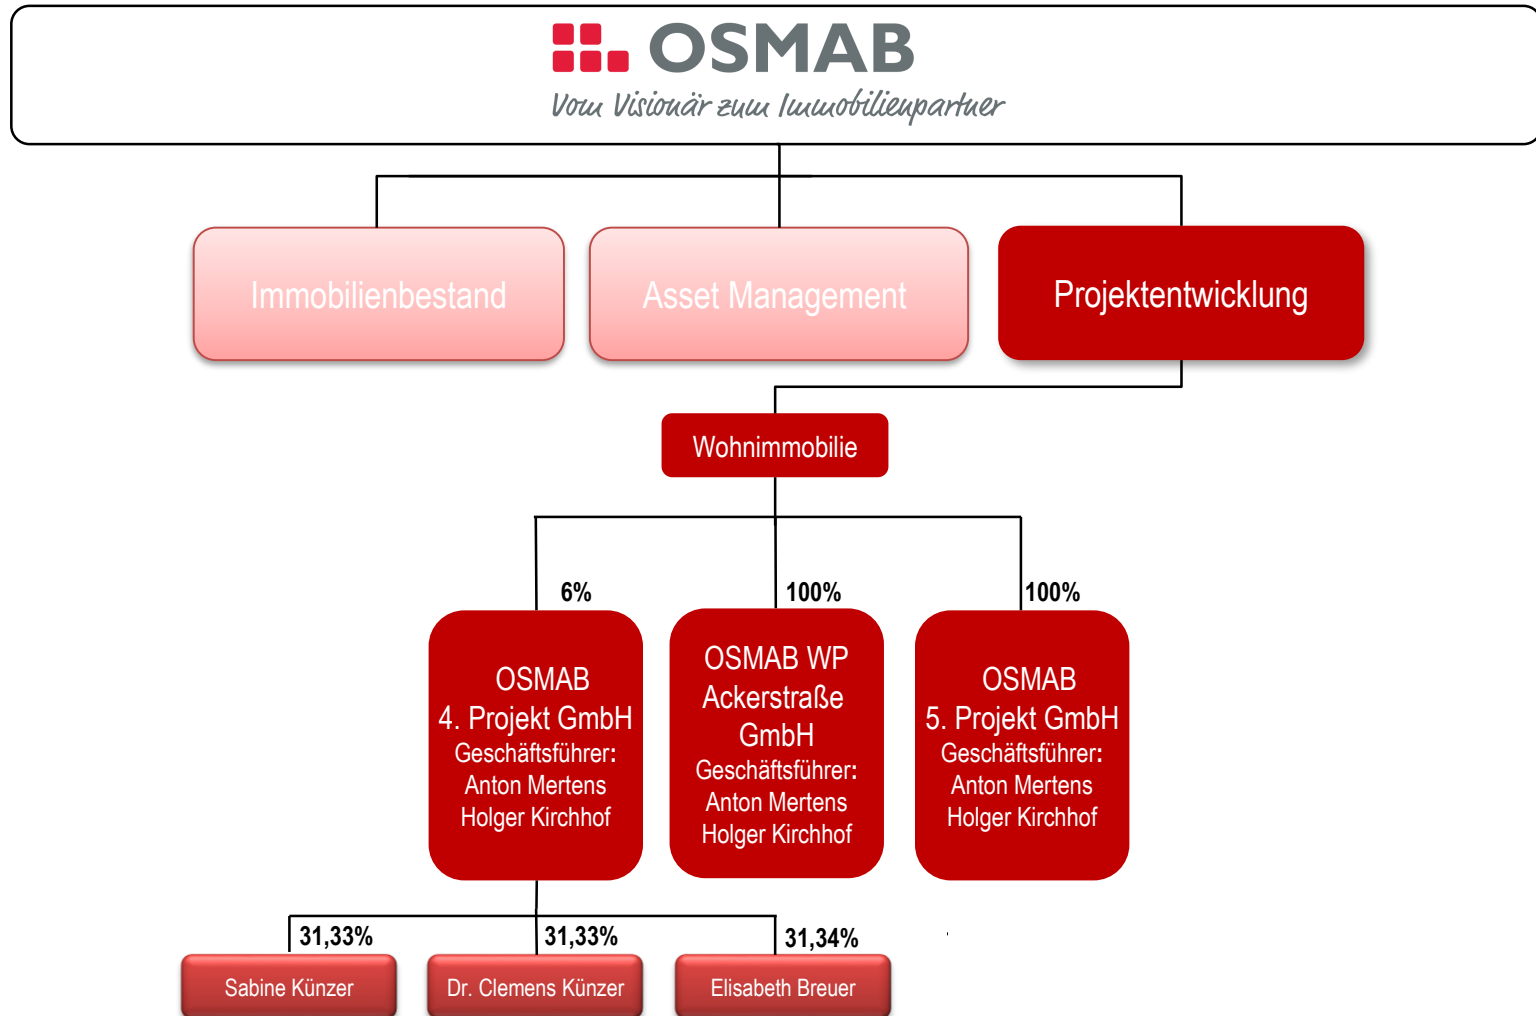 OSMAB
Vom Visionär zum Immobilienpartner
Immobilienbestand
Asset Management
Projektentwicklung
Wohnimmobilie
6%
100%
100%
OSMAB
4. Projekt GmbH
Geschäftsführer:
Anton Mertens
Holger Kirchhof
OSMAB WP
Ackerstraße
GmbH
Geschäftsführer:
Anton Mertens
Holger Kirchhof
OSMAB
5. Projekt GmbH
Geschäftsführer:
Anton Mertens
Holger Kirchhof
31,33%
31,33%
31,34%
Sabine Künzer
Dr. Clemens Künzer
Elisabeth Breuer